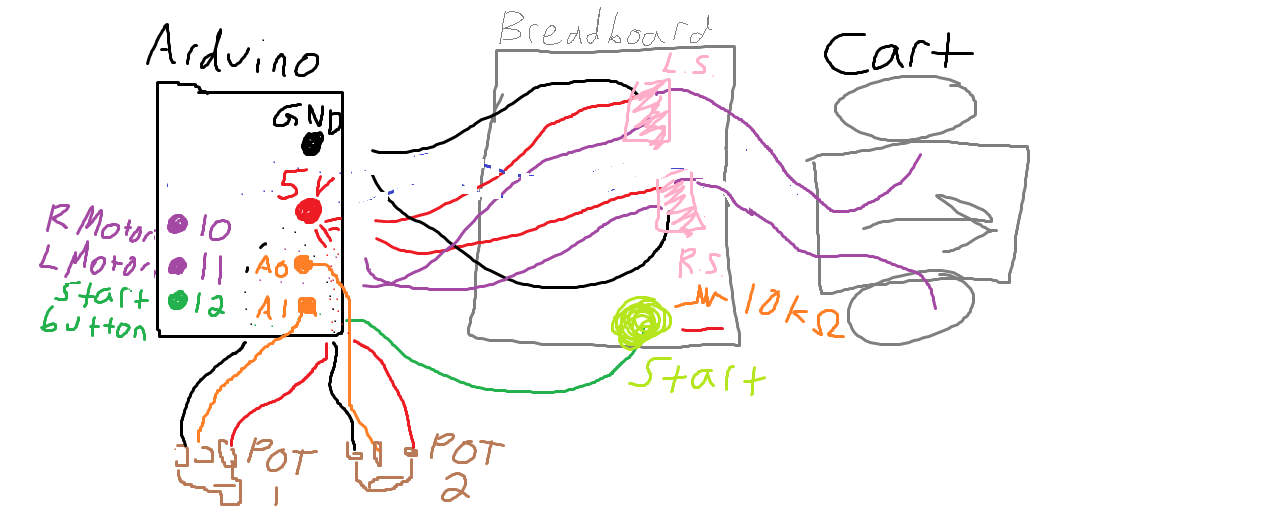 Breadboard
Arduino
Cart
L.S.
GND
5V
R Motor 10
L Motor 11
A0
R.S.
Start 12
button
A1
10kΩ
Start
POT
1
POT
2